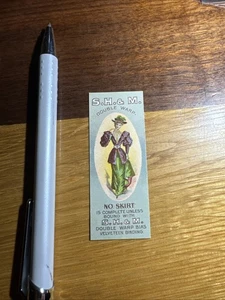 S.H.& M.
DOUBLE WARP
NO SKIRT
IS COMPLETE UNLESS
BOUND WITH
S.H.& M.
DOUBLE WARP BIAS
VELVETEEN BINDING.